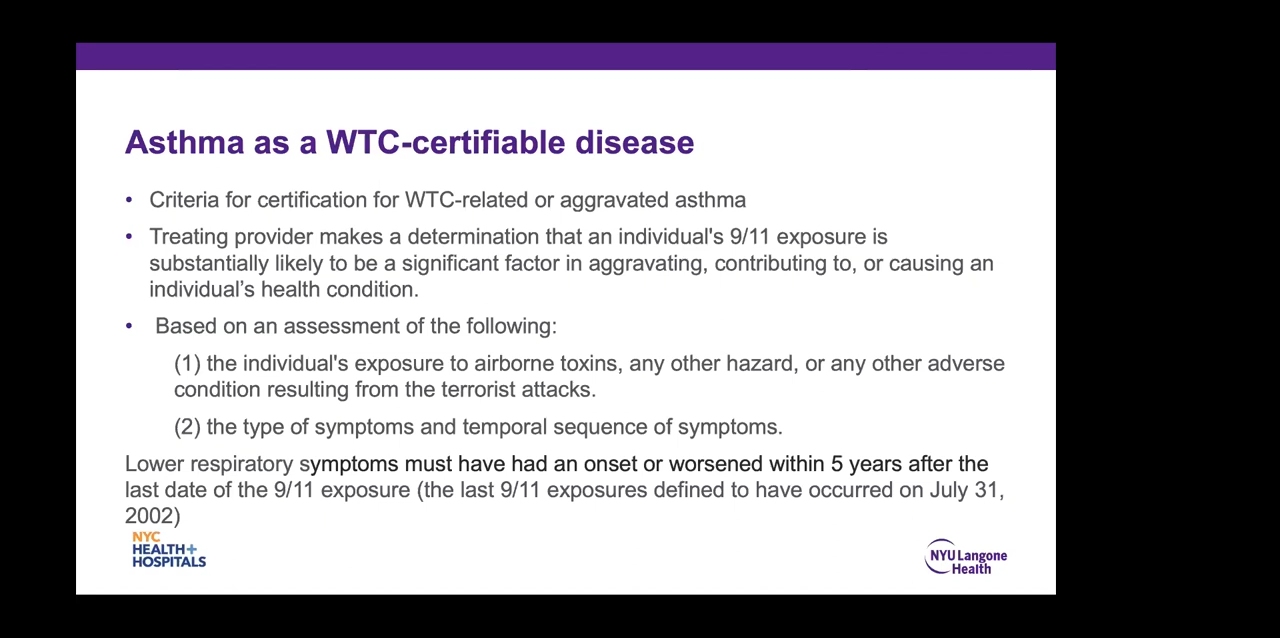 Asthma as a WTC-certifiable disease
• Criteria for certification for WTC-related or aggravated asthma
• Treating provider makes a determination that an individual's 9/11 exposure is
substantially likely to be a significant factor in aggravating, contributing to, or causing an
individual’s health condition.
• Based on an assessment of the following:
(1) the individual's exposure to airborne toxins, any other hazard, or any other adverse
condition resulting from the terrorist attacks.
(2) the type of symptoms and temporal sequence of symptoms.
Lower respiratory symptoms must have had an onset or worsened within 5 years after the
last date of the 9/11 exposure (the last 9/11 exposures defined to have occurred on July 31,
2002)
NYC
HEALTH+
HOSPITALS
NYU Langone
Health